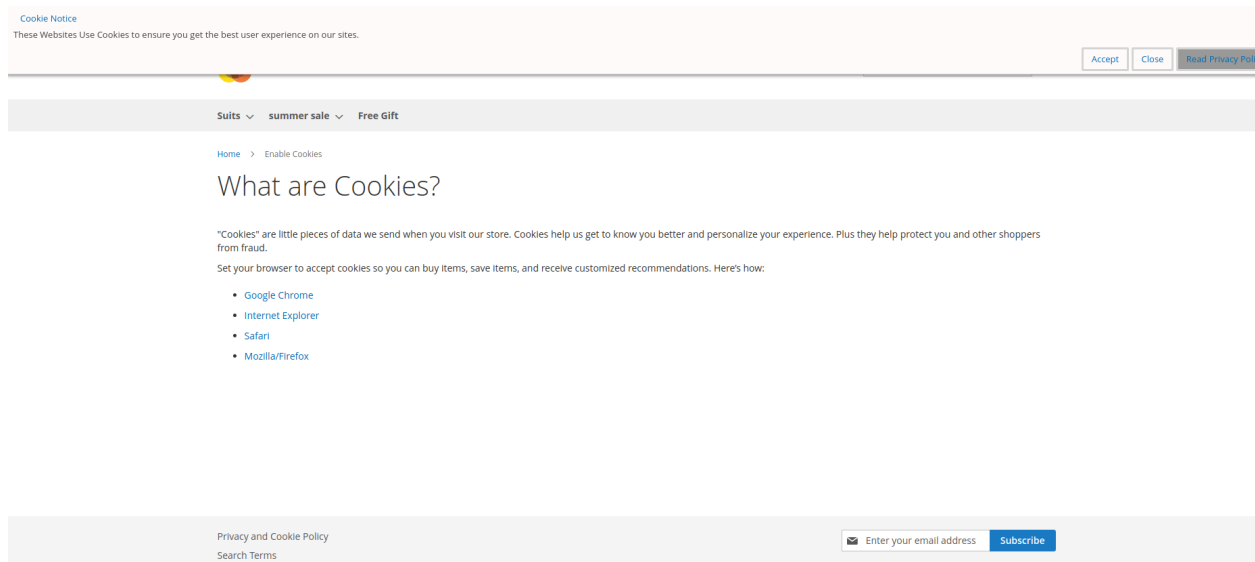 Cookie Notice
These Websites Use Cookies to ensure you get the best user experience on our sites.
Accept Close Read Privacy Poli
Suits summer sale Free Gift
Home > Enable Cookies
What are Cookies?
"Cookies" are little pieces of data we send when you visit our store. Cookies help us get to know you better and personalize your experience. Plus they help protect you and other shoppers
from fraud.
Set your browser to accept cookies so you can buy items, save items, and receive customized recommendations. Here's how:
• Google Chrome
• Internet Explorer
• Safari
• Mozilla/Firefox
Privacy and Cookie Policy
Enter your email address Subscribe
Search Terms